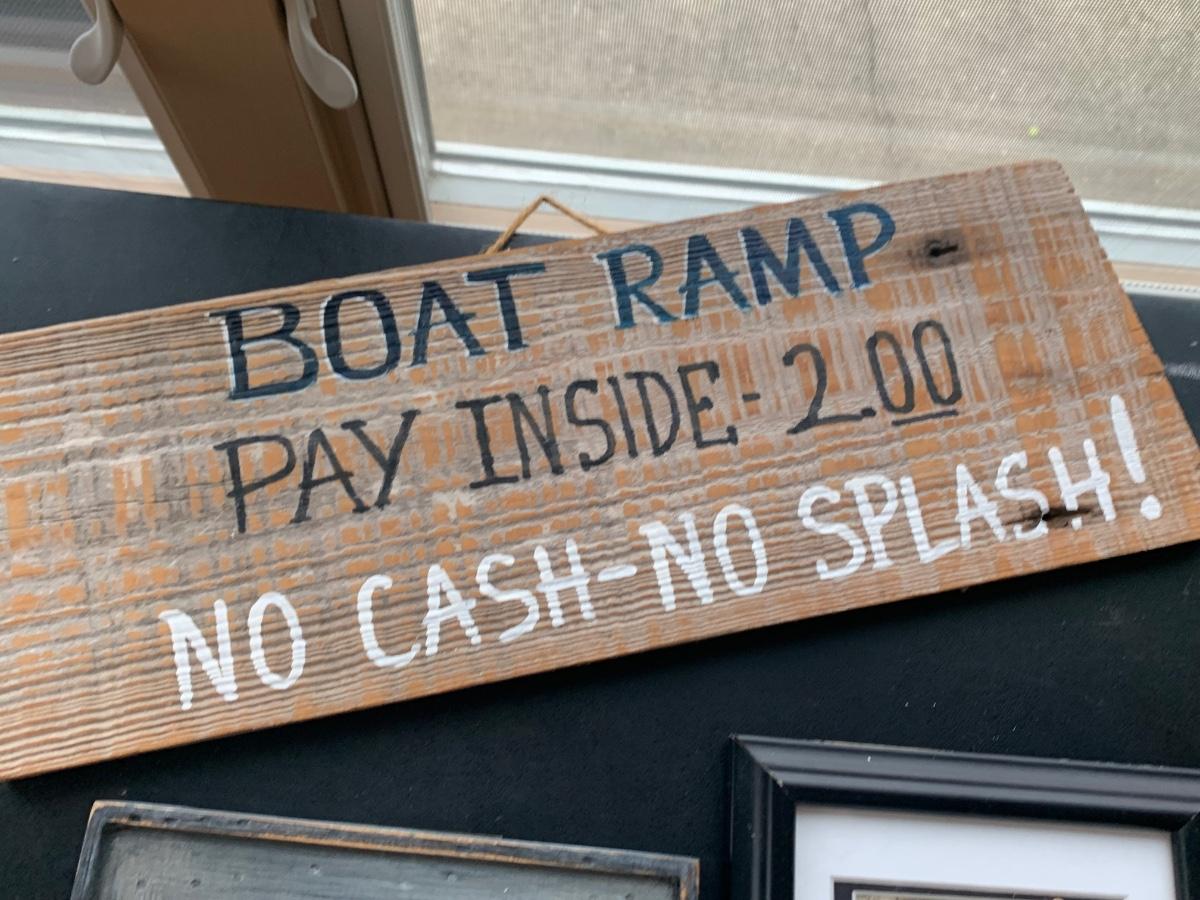 BOAT RAMP
PAY INSIDE - 2.00
NO CASH - NO SPLASH!